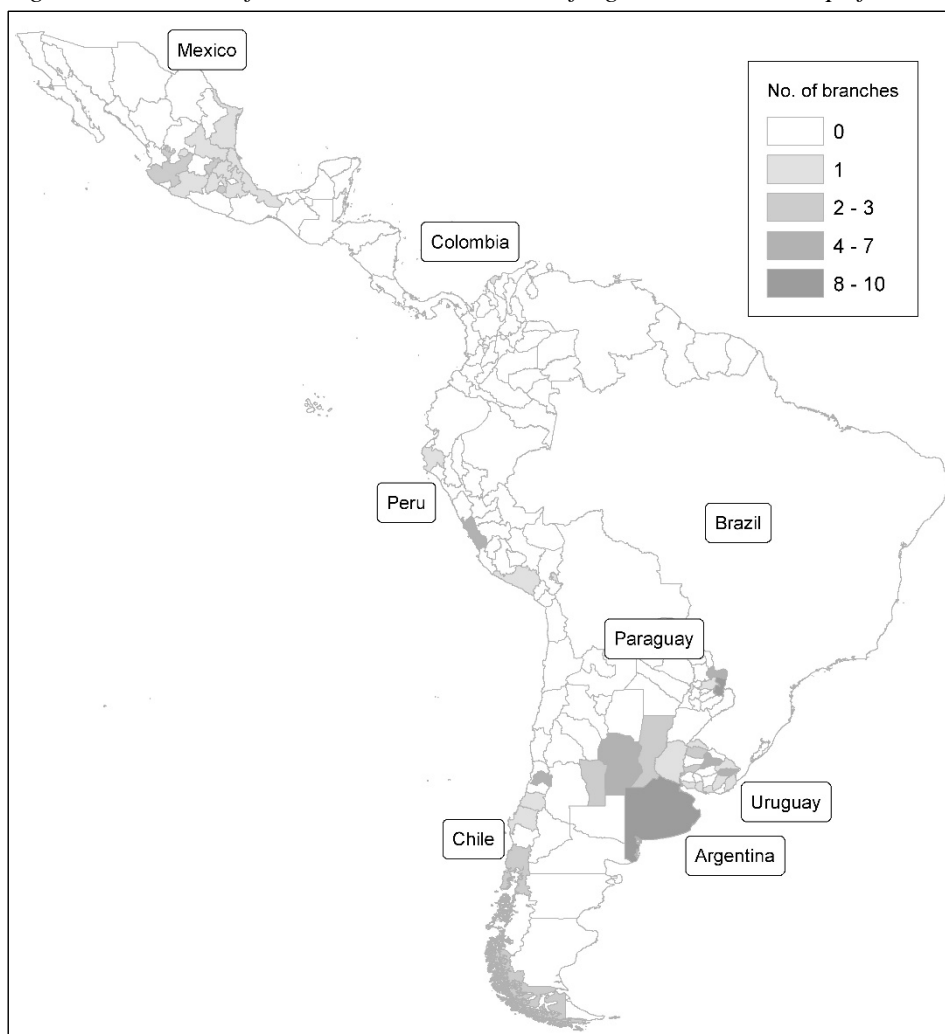 Mexico
No. of branches
0
1
2 - 3
4 - 7
8 - 10
Colombia
Peru
Brazil
Paraguay
Uruguay
Chile
Argentina